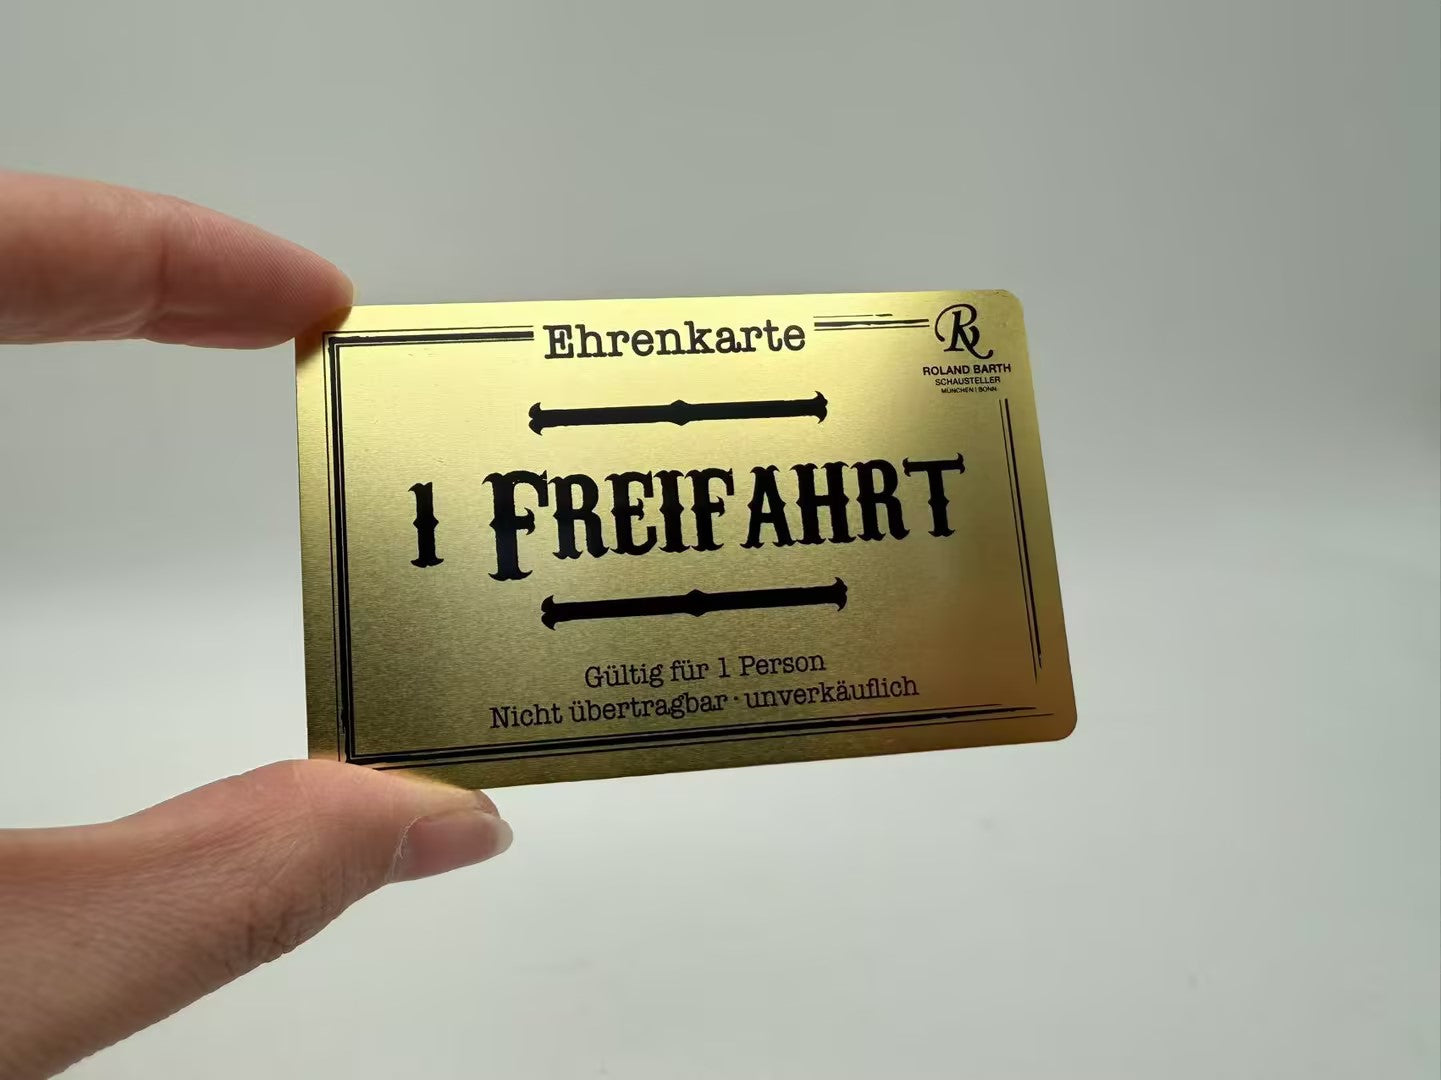 Ehrenkarte
R
ROLAND BARTH
SCHAUSTELLER
MÜNCHEN | BONN
1 FREIFAHRT
Gültig für 1 Person
Nicht übertragbar · unverkäuflich